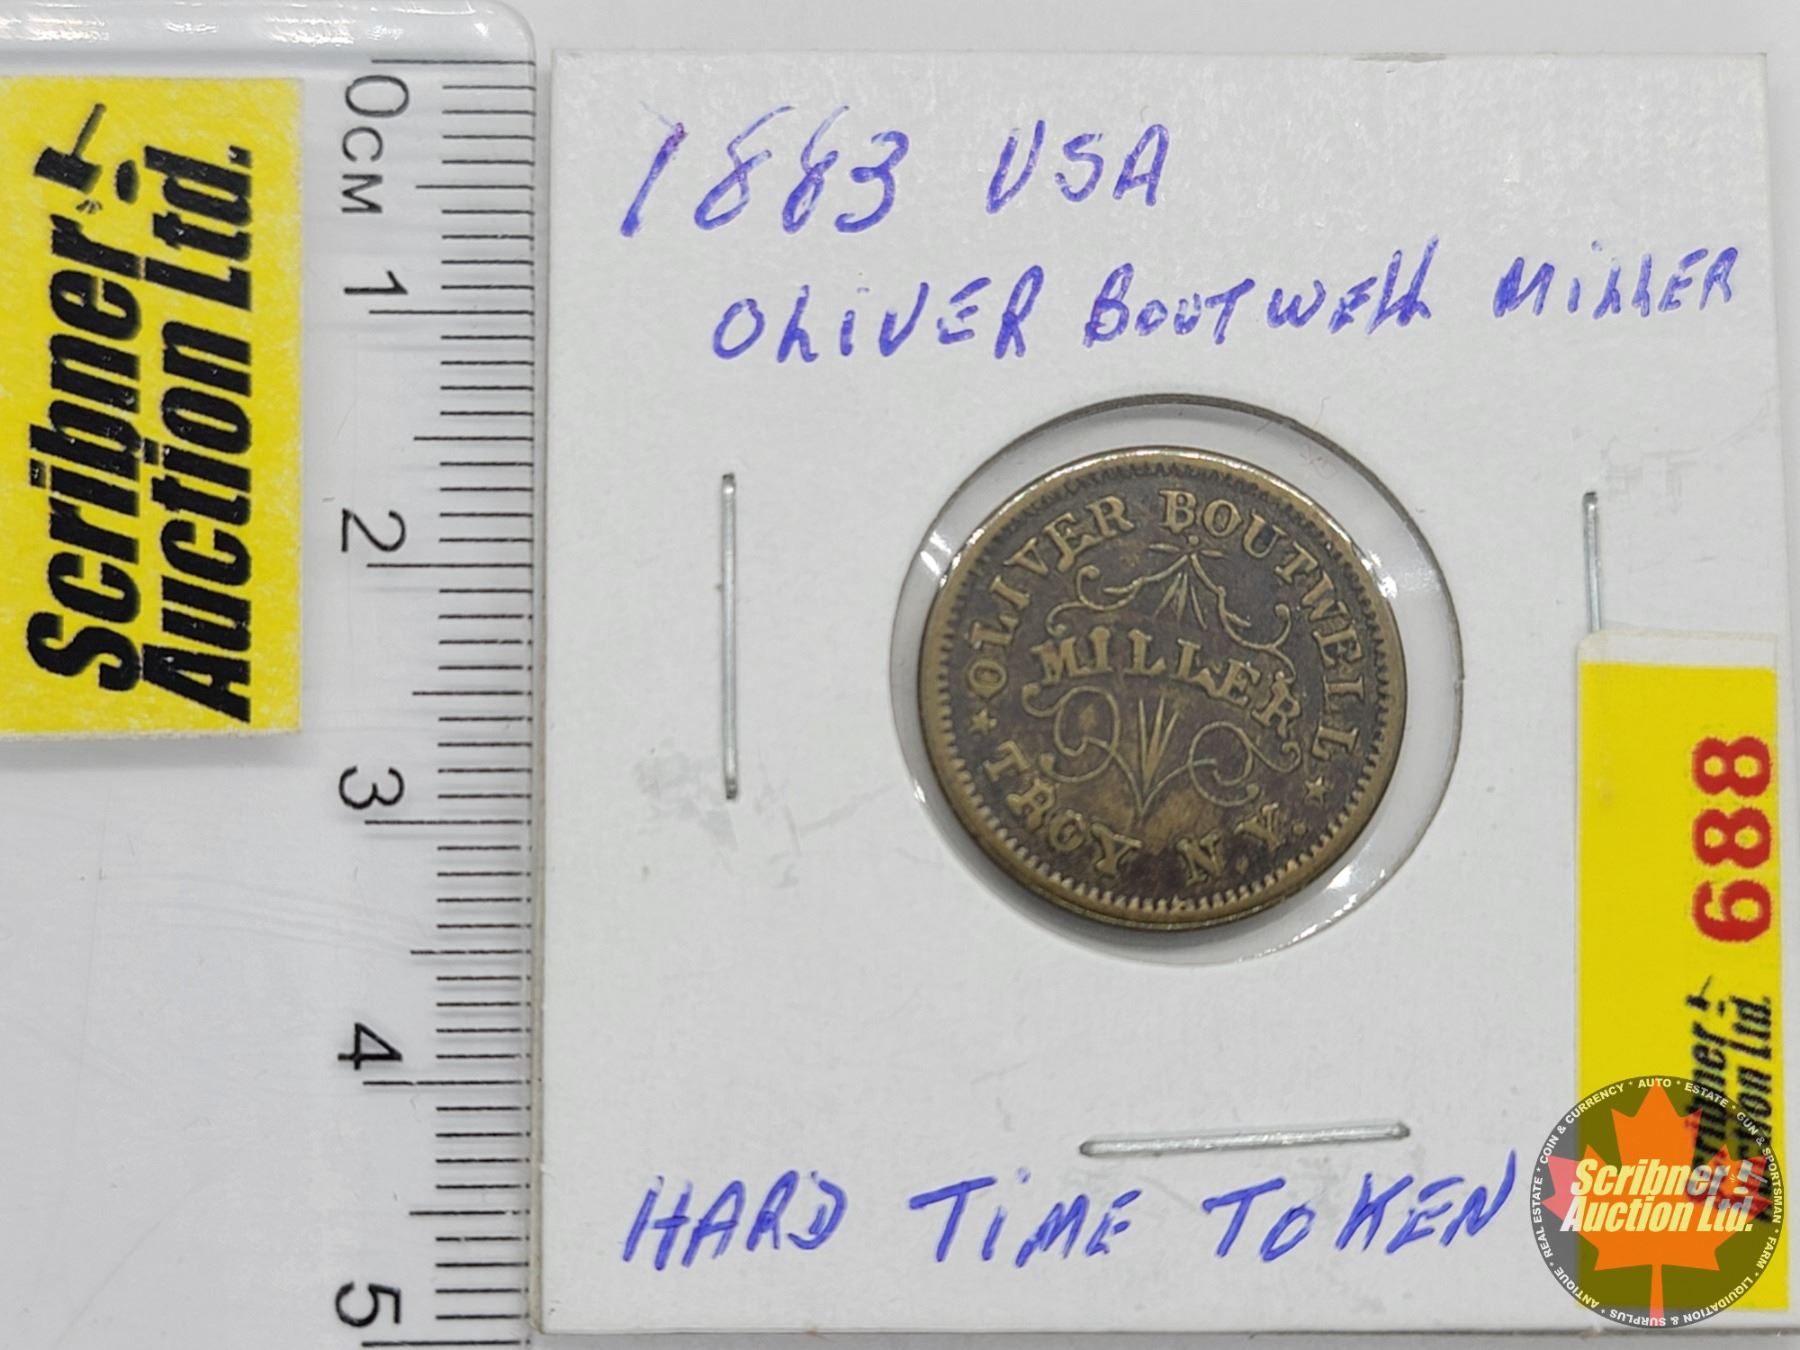 Scribner
Auction Ltd.
0CM
1
2
3
4
5
1883 USA
OLIVER BOUTWELL MILLER
OLIVER BOUTWELL
MILLER
TROY N.Y.
HARD TIME TOKEN
688
Scribner
Auction Ltd.
COIN & CURRENCY * AUTO * ESTATE * GUN & SPORTSMAN * FARM * LIQUIDATION & SURPLUS * ANTIQUE * REAL ESTATE *
Scribner
Auction Ltd.